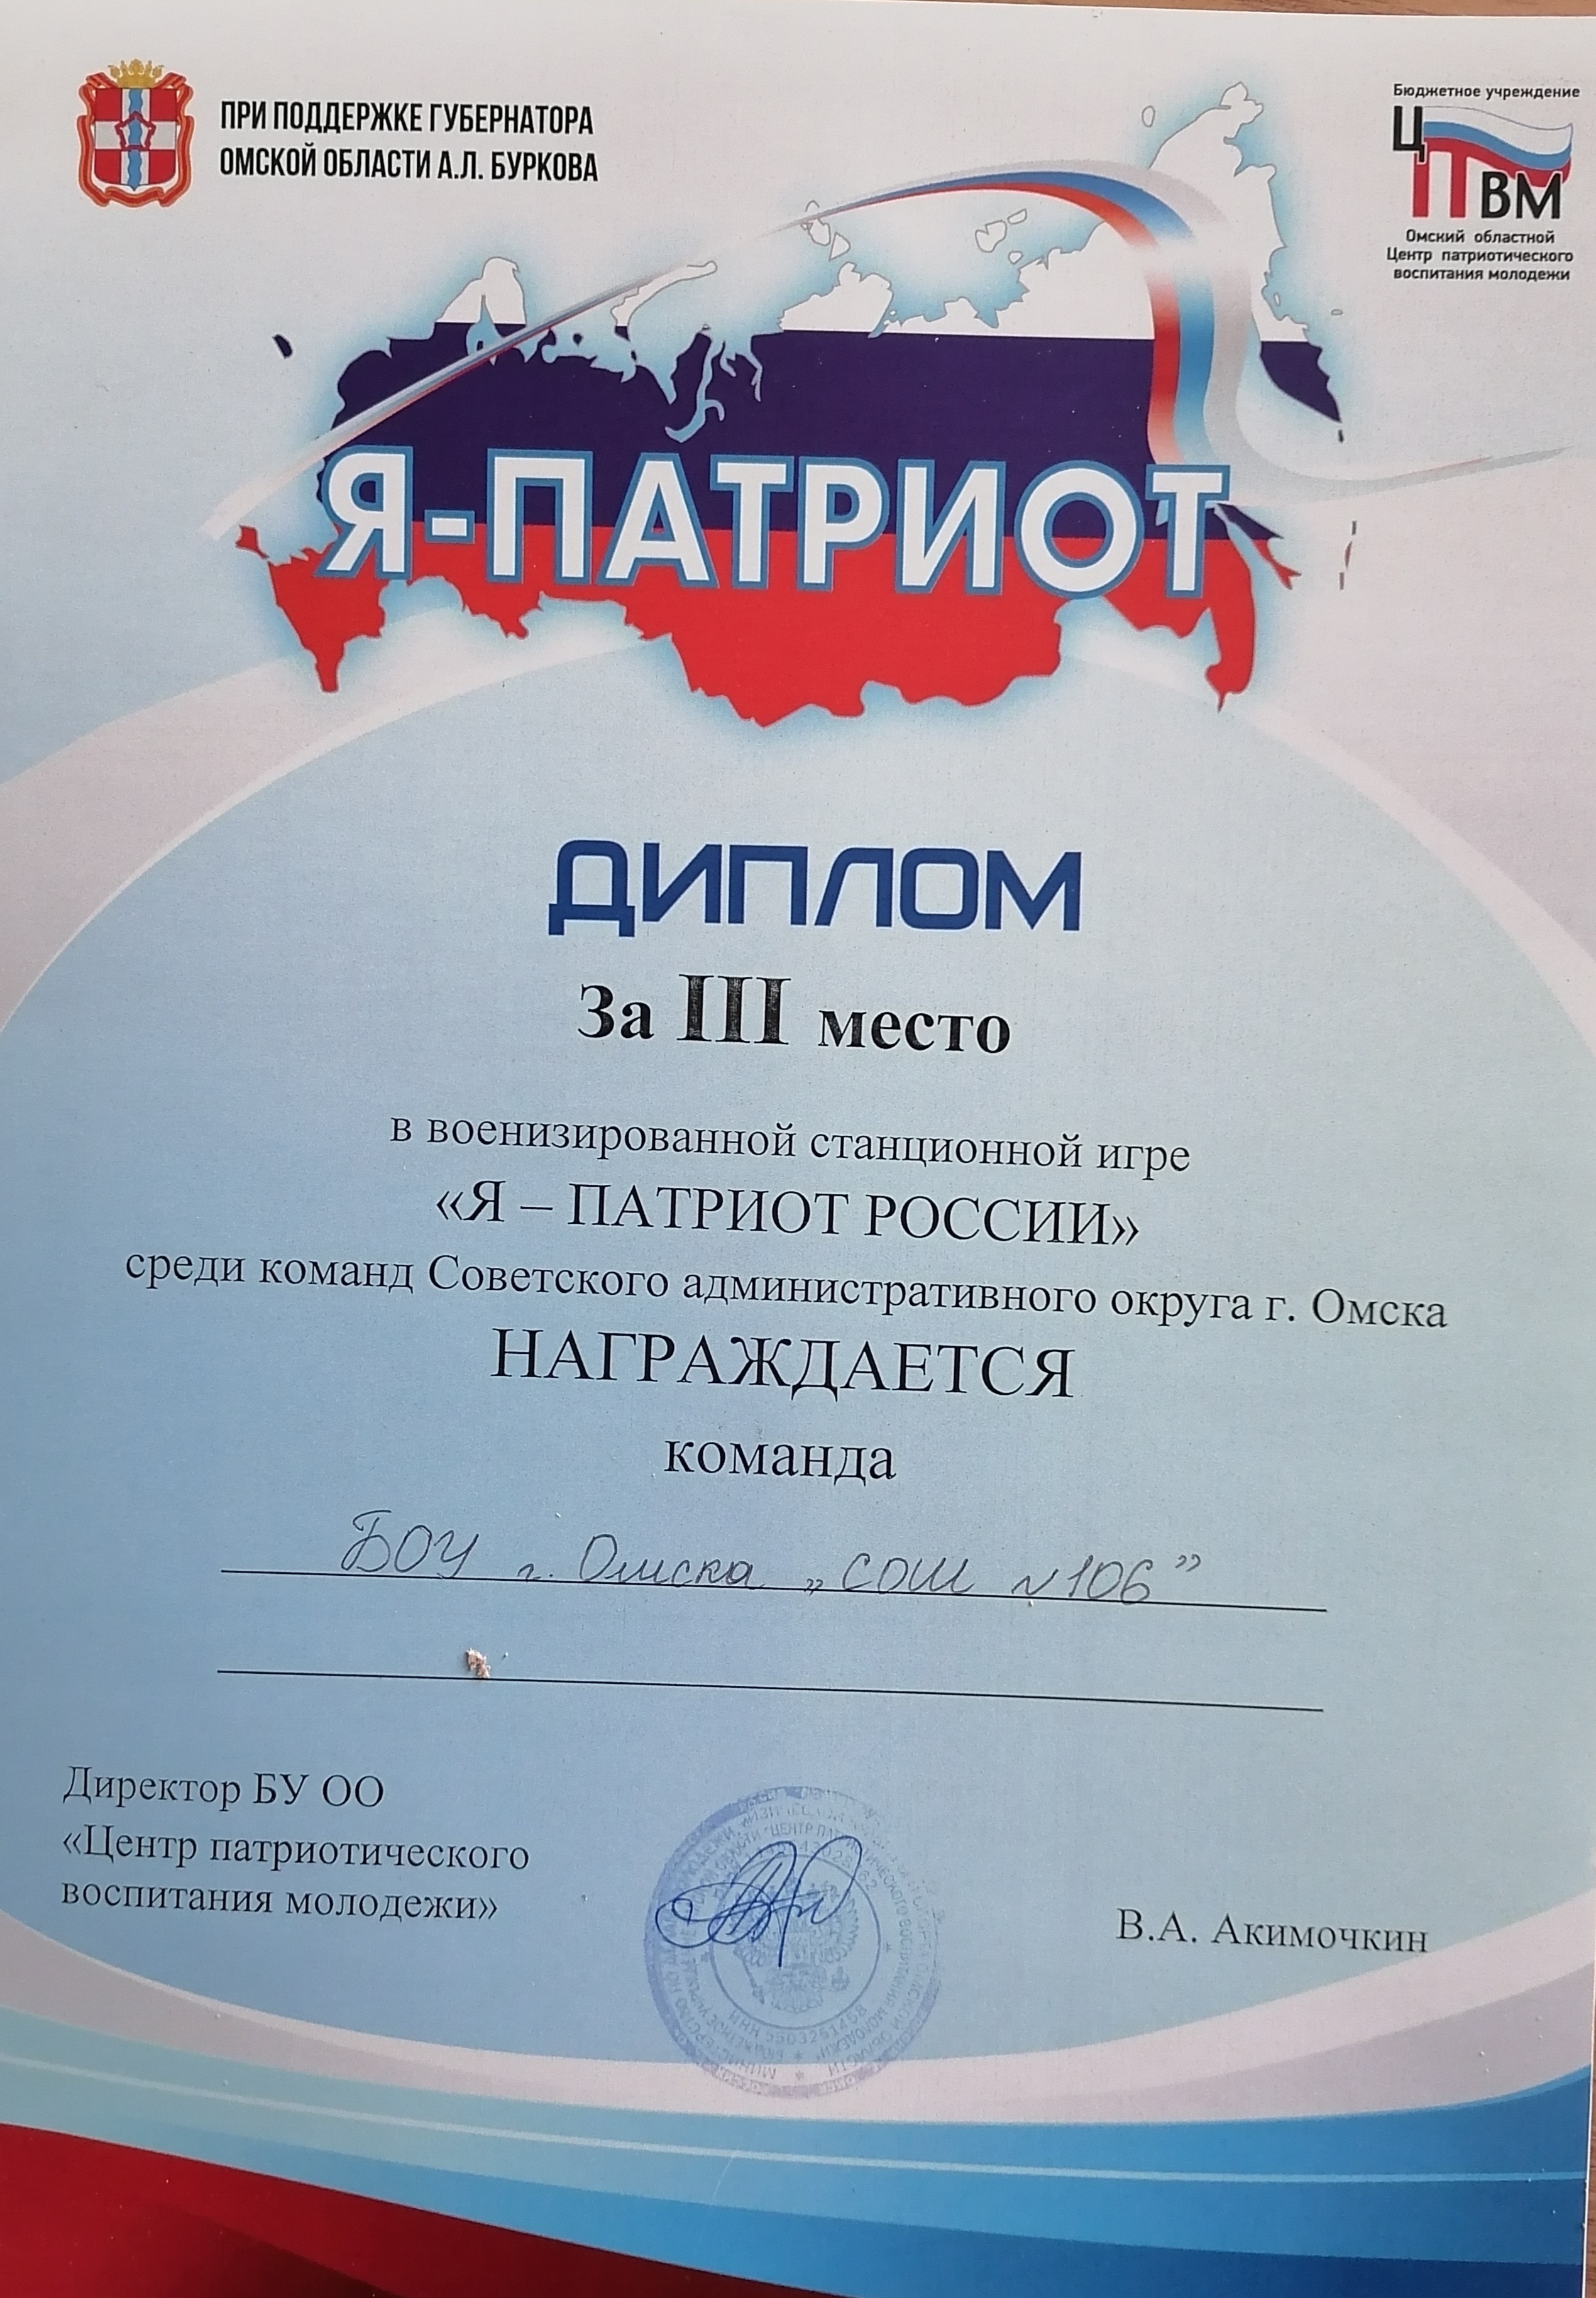 ПРИ ПОДДЕРЖКЕ ГУБЕРНАТОРА
ОМСКОЙ ОБЛАСТИ А.Л. БУРКОВА
Бюджетное учреждение
ЦПВМ
Омский областной
Центр патриотического
воспитания молодежи
Я-ПАТРИОТ
ДИПЛОМ
За III место
в военизированной станционной игре
«Я – ПАТРИОТ РОССИИ»
среди команд Советского административного округа г. Омска
НАГРАЖДАЕТСЯ
команда
БОУ г. Омска „СОШ №106”
Директор БУ ОО
«Центр патриотического
воспитания молодежи»
В.А. Акимочкин